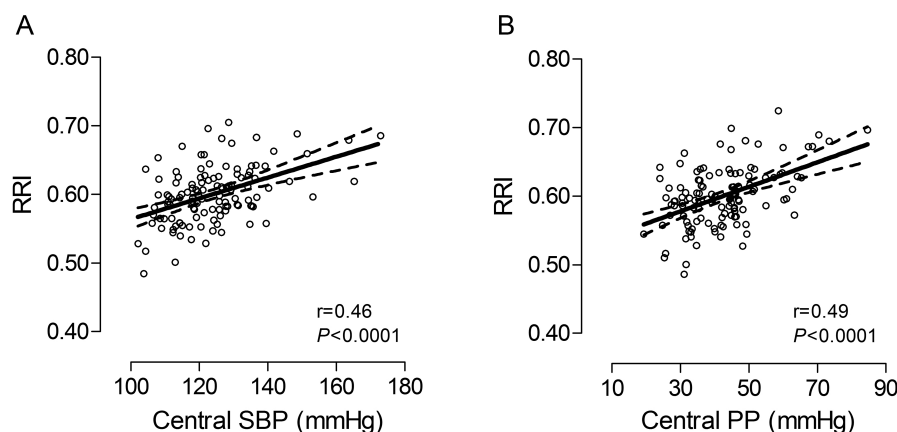 A
RRI
0.80
0.70
0.60
0.50
0.40
r=0.46
P<0.0001
100 120 140 160 180
Central SBP (mmHg)
B
RRI
0.80
0.70
0.60
0.50
0.40
r=0.49
P<0.0001
10 30 50 70 90
Central PP (mmHg)